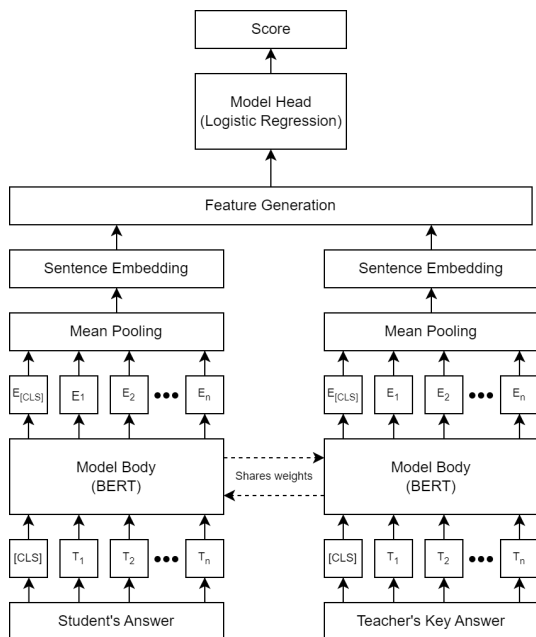 Score
Model Head
(Logistic Regression)
Feature Generation
Sentence Embedding
Sentence Embedding
Mean Pooling
Mean Pooling
E[CLS] E1 E2 ••• En
E[CLS] E1 E2 ••• En
Model Body
(BERT)
Shares weights
Model Body
(BERT)
[CLS] T1 T2 ••• Tn
[CLS] T1 T2 ••• Tn
Student's Answer
Teacher's Key Answer